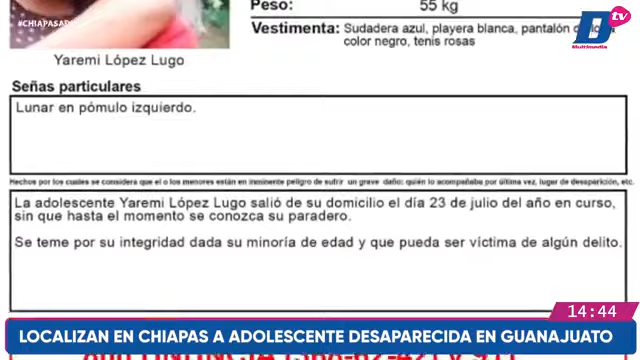 Peso:
55 kg
Vestimenta:
Sudadera azul, playera blanca, pantalón
color negro, tenis rosas
D tv
Multimedia
Yaremi López Lugo
Señas particulares
Lunar en pómulo izquierdo.
Hechos por los cuales se considera que el o los menores están en inminente peligro de sufrir un grave daño: quién lo acompañaba por última vez, lugar de desaparición, etc.
La adolescente Yaremi López Lugo salió de su domicilio el día 23 de julio del año en curso,
sin que hasta el momento se conozca su paradero.
Se teme por su integridad dada su minoría de edad y que pueda ser víctima de algún delito.
14:44
LOCALIZAN EN CHIAPAS A ADOLESCENTE DESAPARECIDA EN GUANAJUATO